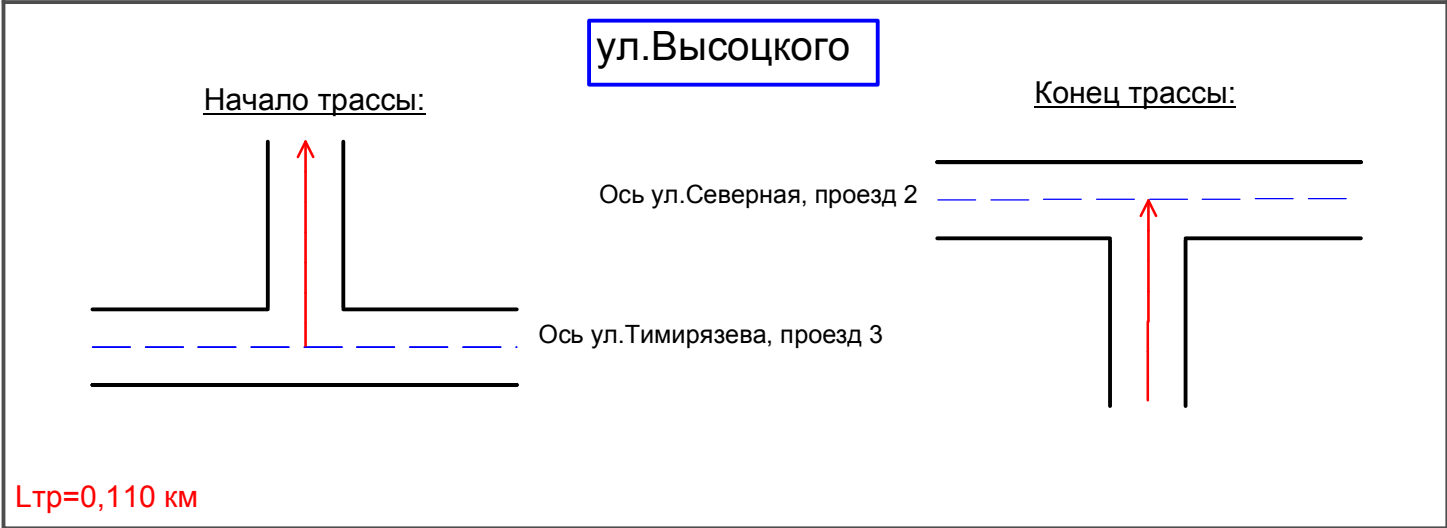 ул.Высоцкого
Начало трассы:
Конец трассы:
Ось ул.Северная, проезд 2
Ось ул.Тимирязева, проезд 3
Lтр=0,110 км